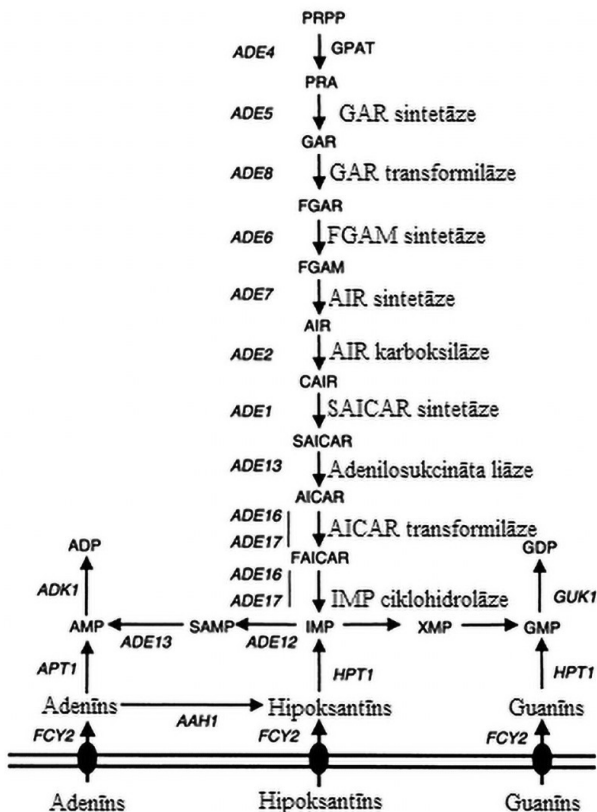 PRPP
ADE4 GPAT
PRA
ADE5 GAR sintetāze
GAR
ADE8 GAR transformilāze
FGAR
ADE6 FGAM sintetāze
FGAM
ADE7 AIR sintetāze
AIR
ADE2 AIR karboksilāze
CAIR
ADE1 SAICAR sintetāze
SAICAR
ADE13 Adenilosukcināta liāze
AICAR
ADE16 AICAR transformilāze
ADE17
ADP FAICAR GDP
ADE16
ADK1 ADE17 IMP ciklohidrolāze GUK1
AMP SAMP IMP XMP GMP
ADE13 ADE12
APT1 HPT1 HPT1
Adenīns Hipoksantīns Guanīns
AAH1
FCY2 FCY2 FCY2
Adenīns Hipoksantīns Guanīns